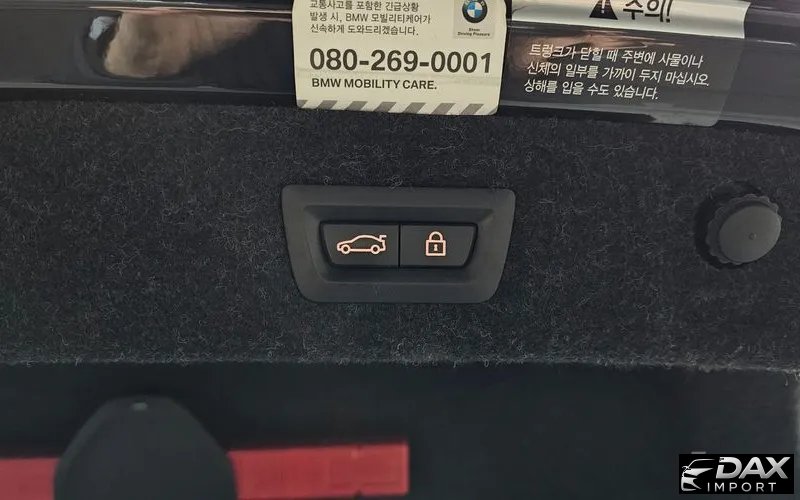 교통사고를 포함한 긴급상황
발생 시, BMW 모빌리티케어가
신속하게 도와드리겠습니다.
BMW
Sheer
Driving Pleasure
080-269-0001
BMW MOBILITY CARE.
주의!
트렁크가 닫힐 때 주변에 사물이나
신체의 일부를 가까이 두지 마십시오.
상해를 입을 수도 있습니다.
DAX
IMPORT